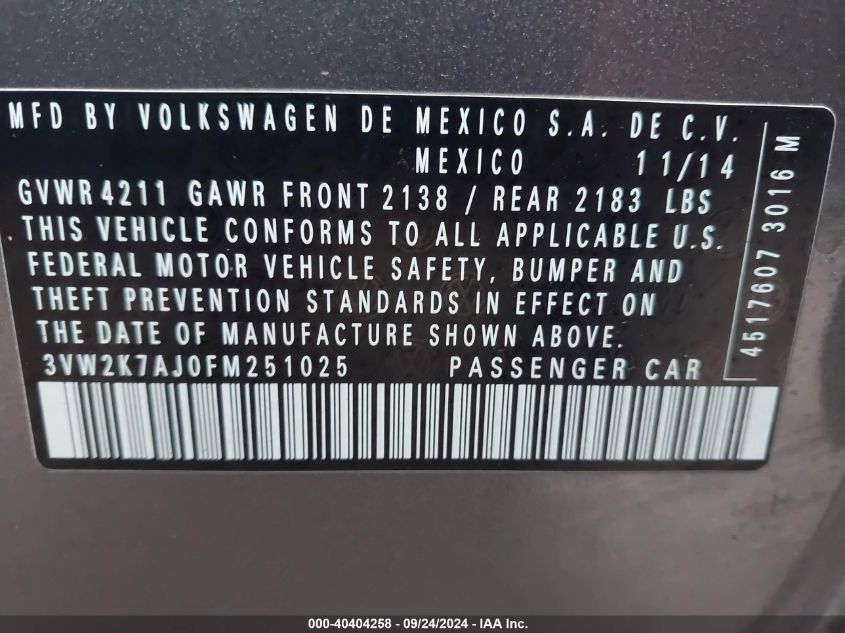 MFD BY VOLKSWAGEN DE MEXICO S.A. DE C.V.
MEXICO 11/14
GVWR 4211 GAWR FRONT 2138 / REAR 2183 LBS
THIS VEHICLE CONFORMS TO ALL APPLICABLE U.S.
FEDERAL MOTOR VEHICLE SAFETY, BUMPER AND
THEFT PREVENTION STANDARDS IN EFFECT ON
THE DATE OF MANUFACTURE SHOWN ABOVE.
3VW2K7AJ0FM251025 PASSENGER CAR
4517607 3016 M
000-40404258 - 09/24/2024 - IAA Inc.